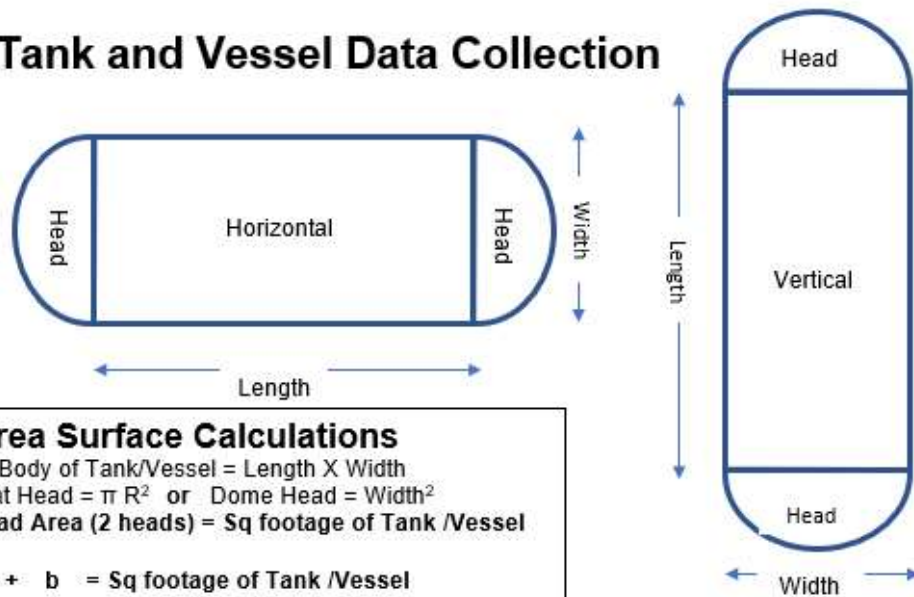 Tank and Vessel Data Collection
Head
Horizontal
Head
Width
Length
Head
Length
Vertical
Head
Width
rea Surface Calculations
Body of Tank/Vessel = Length X Width
at Head = π R² or Dome Head = Width²
ad Area (2 heads) = Sq footage of Tank /Vessel
+ b = Sq footage of Tank /Vessel